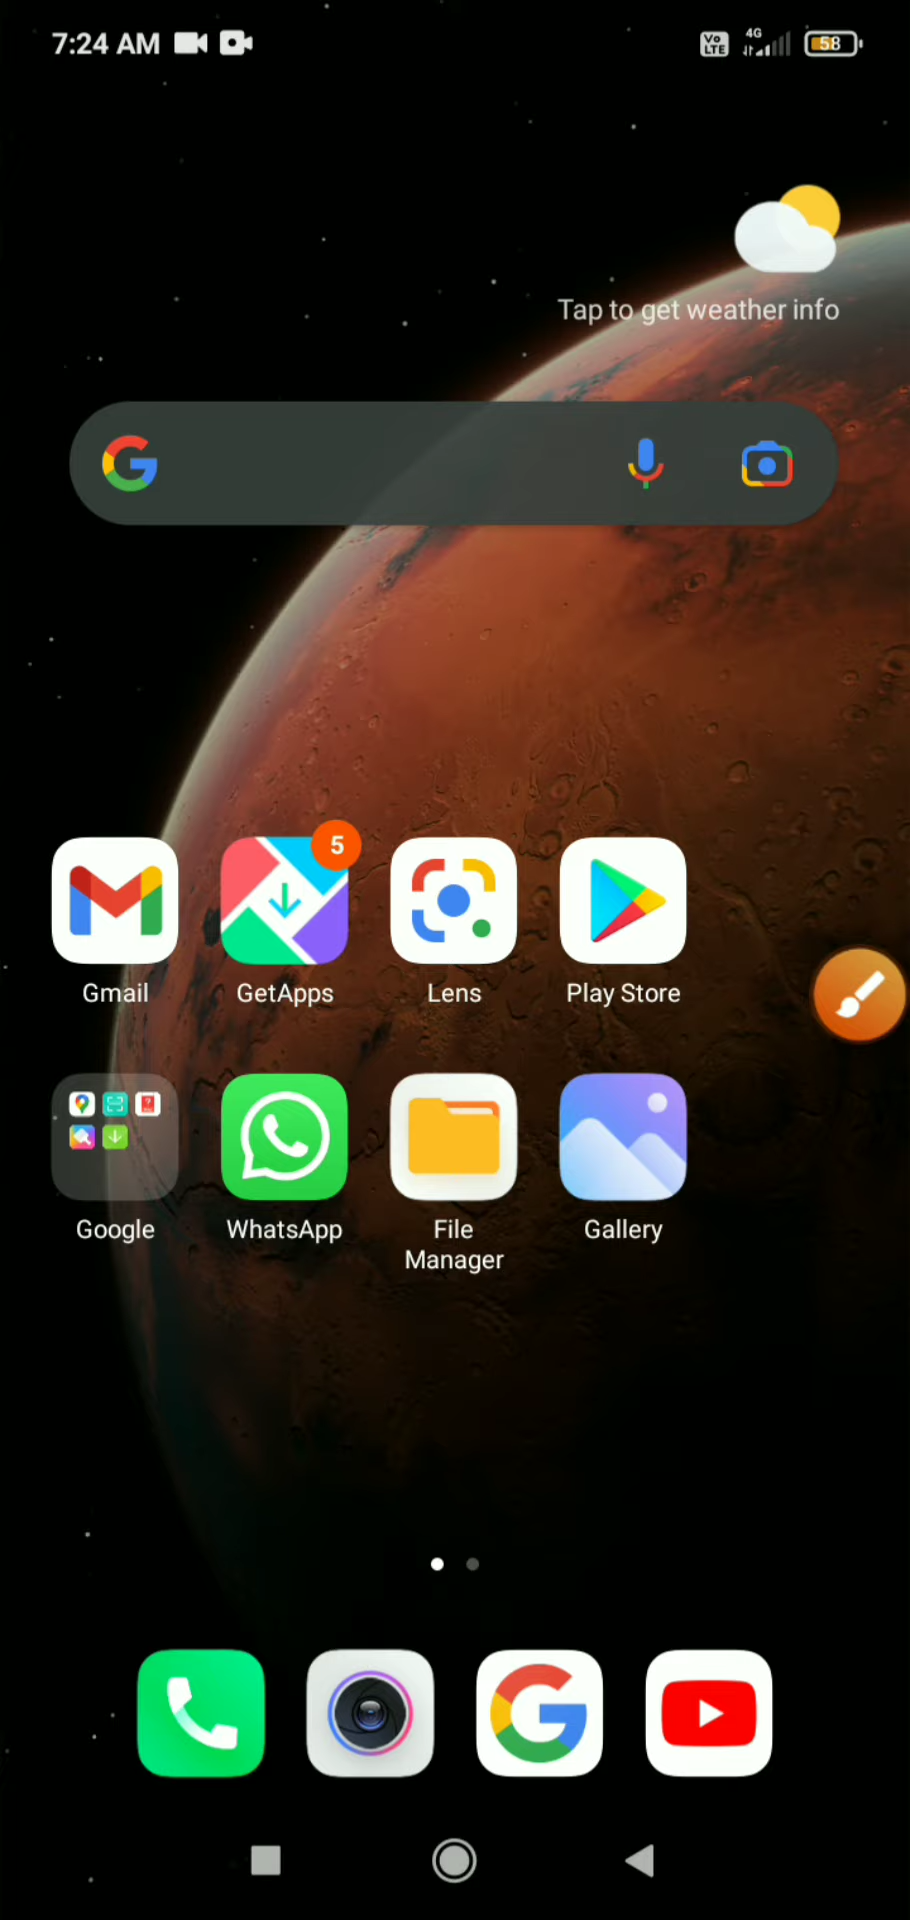 7:24 AM
Vo LTE
4G
58
Tap to get weather info
5
Gmail
GetApps
Lens
Play Store
Google
WhatsApp
File Manager
Gallery